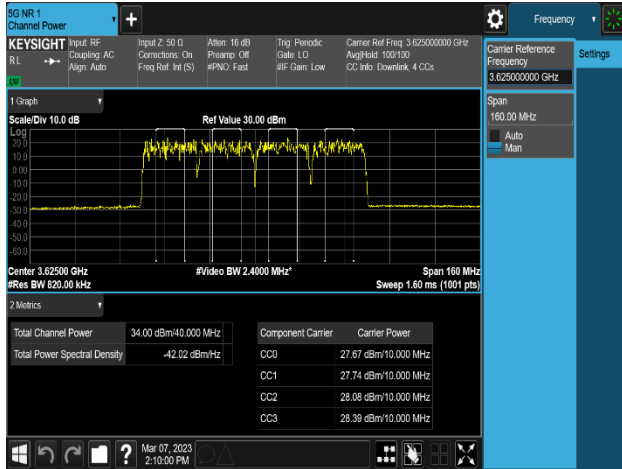 5G NR 1
Channel Power
Frequency
KEYSIGHT Input: RF Input Z: 50 Ω Atten: 16 dB Trig: Periodic Carrier Ref Freq: 3.625000000 GHz
RL Coupling: AC Corrections: On Preamp: Off Gate: LO Avg|Hold: 100/100
Align: Auto Freq Ref: Int (S) #PNO: Fast #IF Gain: Low CC Info: Downlink, 4 CCs
Carrier Reference
Frequency
3.625000000 GHz
Settings
Span
160.00 MHz
Auto
Man
1 Graph
Scale/Div 10.0 dB Ref Value 30.00 dBm
Log
20.0
10.0
0.00
-10.0
-20.0
-30.0
-40.0
-50.0
-60.0
Center 3.62500 GHz #Video BW 2.4000 MHz* Span 160 MHz
#Res BW 820.00 kHz Sweep 1.60 ms (1001 pts)
2 Metrics
Total Channel Power 34.00 dBm/40.000 MHz
Total Power Spectral Density -42.02 dBm/Hz
Component Carrier Carrier Power
CC0 27.67 dBm/10.000 MHz
CC1 27.74 dBm/10.000 MHz
CC2 28.08 dBm/10.000 MHz
CC3 28.39 dBm/10.000 MHz
?
Mar 07, 2023
2:10:00 PM